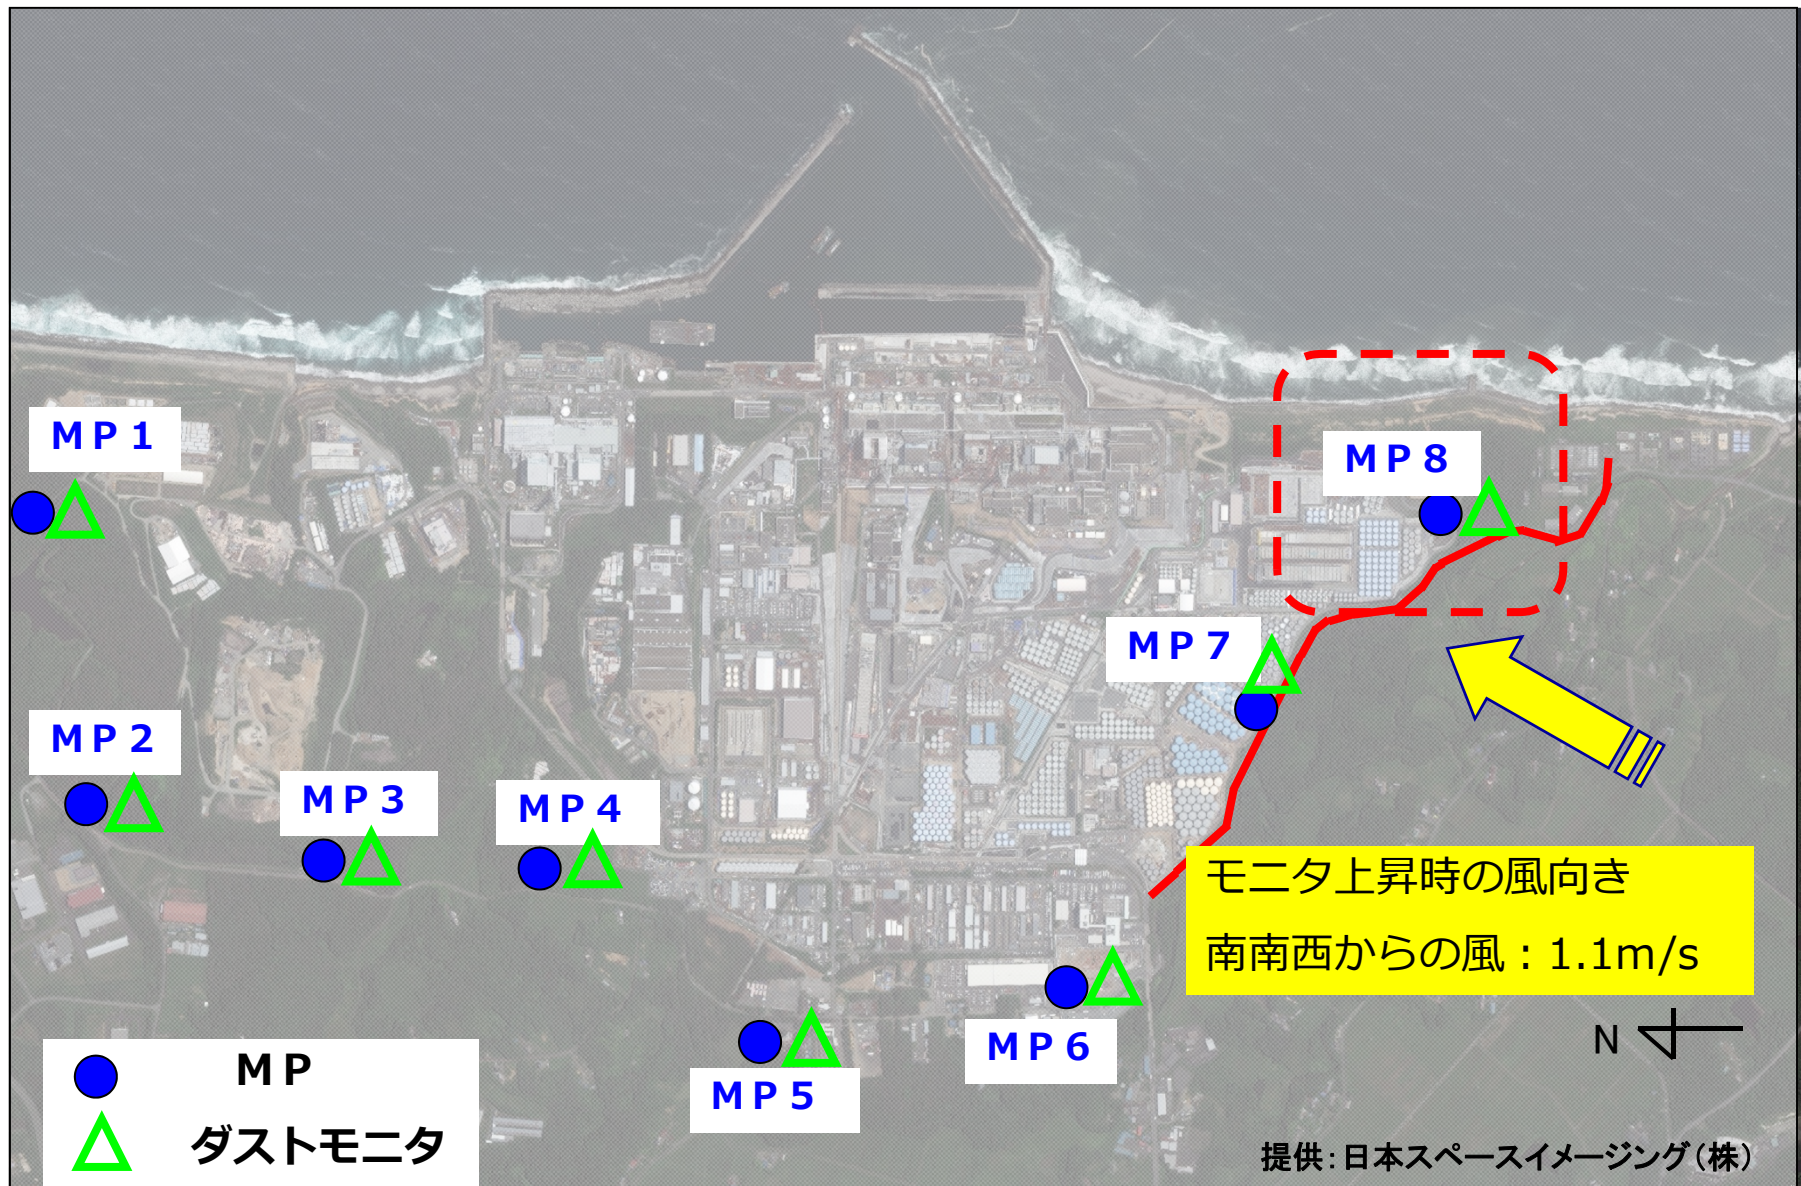 MP1
MP8
MP7
MP2
MP3
MP4
モニタ上昇時の風向き
南南西からの風：1.1m/s
N
MP6
MP5
MP
ダストモニタ
提供：日本スペースイメージング（株）